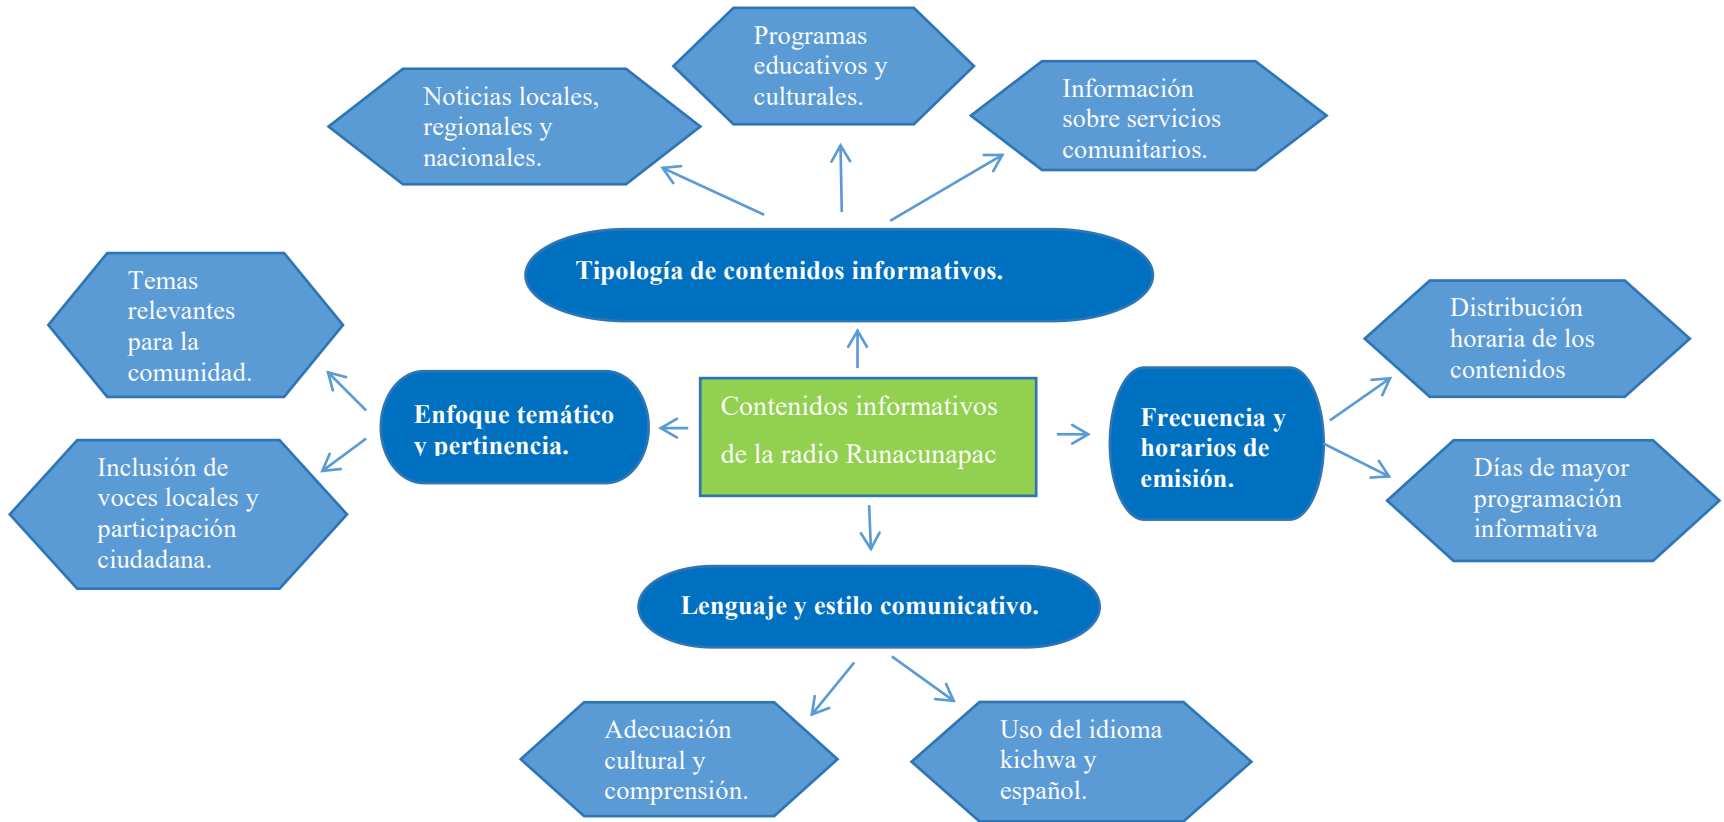 Programas
educativos y
culturales.
Noticias locales,
regionales y
nacionales.
Información
sobre servicios
comunitarios.
Tipología de contenidos informativos.
Temas
relevantes
para la
comunidad.
Distribución
horaria de los
contenidos
Enfoque temático
y pertinencia.
Contenidos informativos
de la radio Runacunapac
Frecuencia y
horarios de
emisión.
Inclusión de
voces locales y
participación
ciudadana.
Días de mayor
programación
informativa
Lenguaje y estilo comunicativo.
Adecuación
cultural y
comprensión.
Uso del idioma
kichwa y
español.